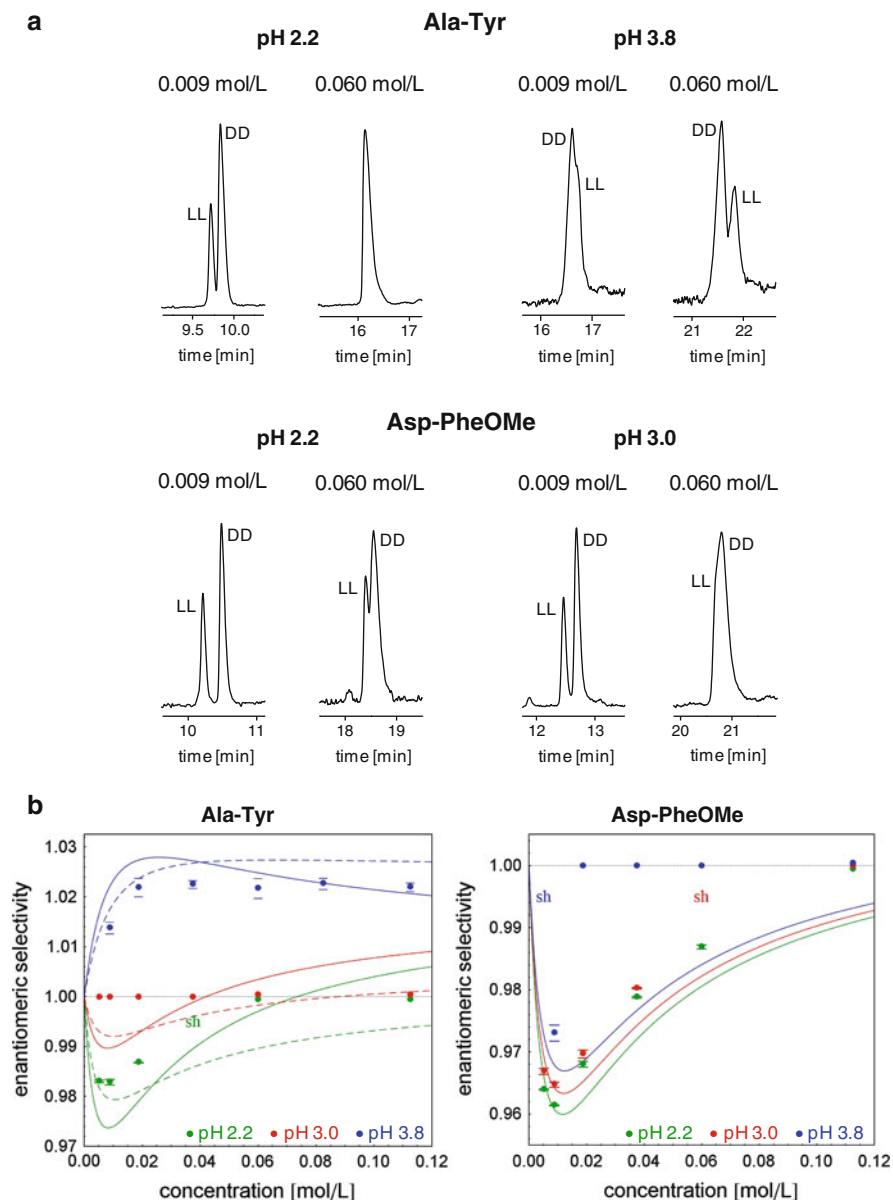 a
Ala-Tyr
pH 2.2 pH 3.8
0.009 mol/L 0.060 mol/L 0.009 mol/L 0.060 mol/L
LL DD DD LL DD LL
9.5 10.0 16 17 16 17 21 22
time [min] time [min] time [min] time [min]
Asp-PheOMe
pH 2.2 pH 3.0
0.009 mol/L 0.060 mol/L 0.009 mol/L 0.060 mol/L
LL DD LL DD LL DD LL DD
10 11 18 19 12 13 20 21
time [min] time [min] time [min] time [min]
b
Ala-Tyr
enantiomeric selectivity
1.03
1.02
1.01
1.00
0.99
0.98
0.97
sh
pH 2.2 pH 3.0 pH 3.8
0.00 0.02 0.04 0.06 0.08 0.10 0.12
concentration [mol/L]
Asp-PheOMe
enantiomeric selectivity
1.00
0.99
0.98
0.97
0.96
sh sh
pH 2.2 pH 3.0 pH 3.8
0.00 0.02 0.04 0.06 0.08 0.10 0.12
concentration [mol/L]